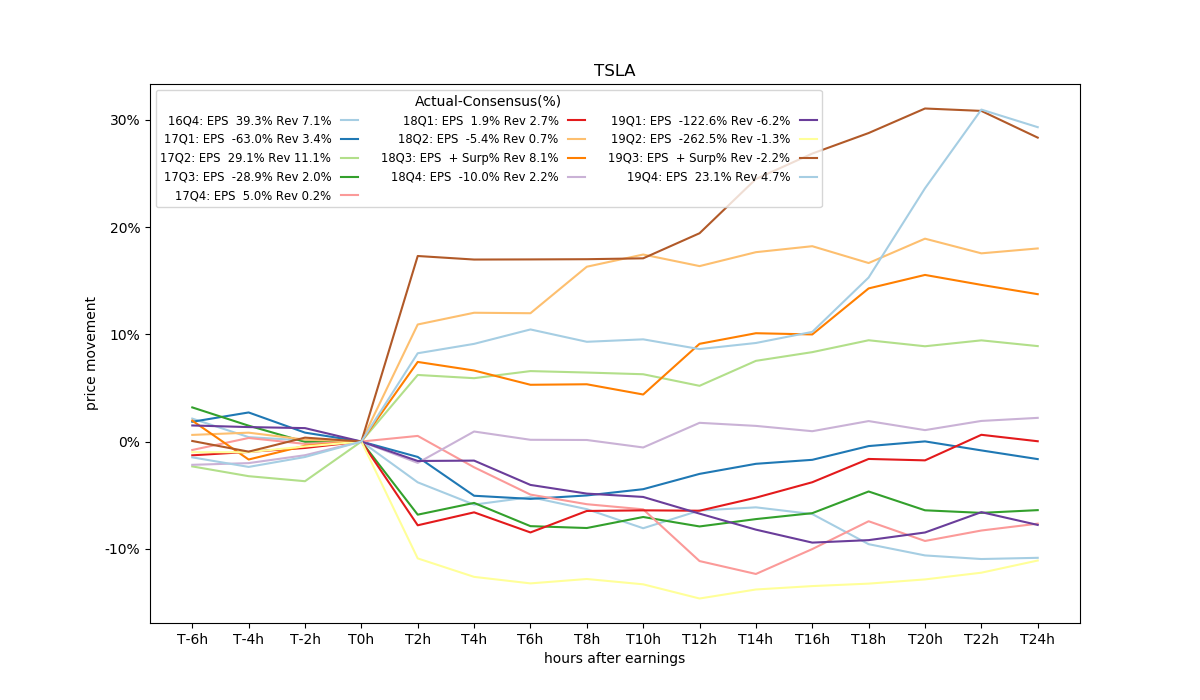 TSLA
Actual-Consensus(%)
16Q4: EPS  39.3% Rev 7.1%
17Q1: EPS  -63.0% Rev 3.4%
17Q2: EPS  29.1% Rev 11.1%
17Q3: EPS  -28.9% Rev 2.0%
17Q4: EPS  5.0% Rev 0.2%
18Q1: EPS  1.9% Rev 2.7%
18Q2: EPS  -5.4% Rev 0.7%
18Q3: EPS  + Surp% Rev 8.1%
18Q4: EPS  -10.0% Rev 2.2%
19Q1: EPS  -122.6% Rev -6.2%
19Q2: EPS  -262.5% Rev -1.3%
19Q3: EPS  + Surp% Rev -2.2%
19Q4: EPS  23.1% Rev 4.7%
30%
20%
10%
0%
-10%
price movement
T-6h T-4h T-2h T0h T2h T4h T6h T8h T10h T12h T14h T16h T18h T20h T22h T24h
hours after earnings